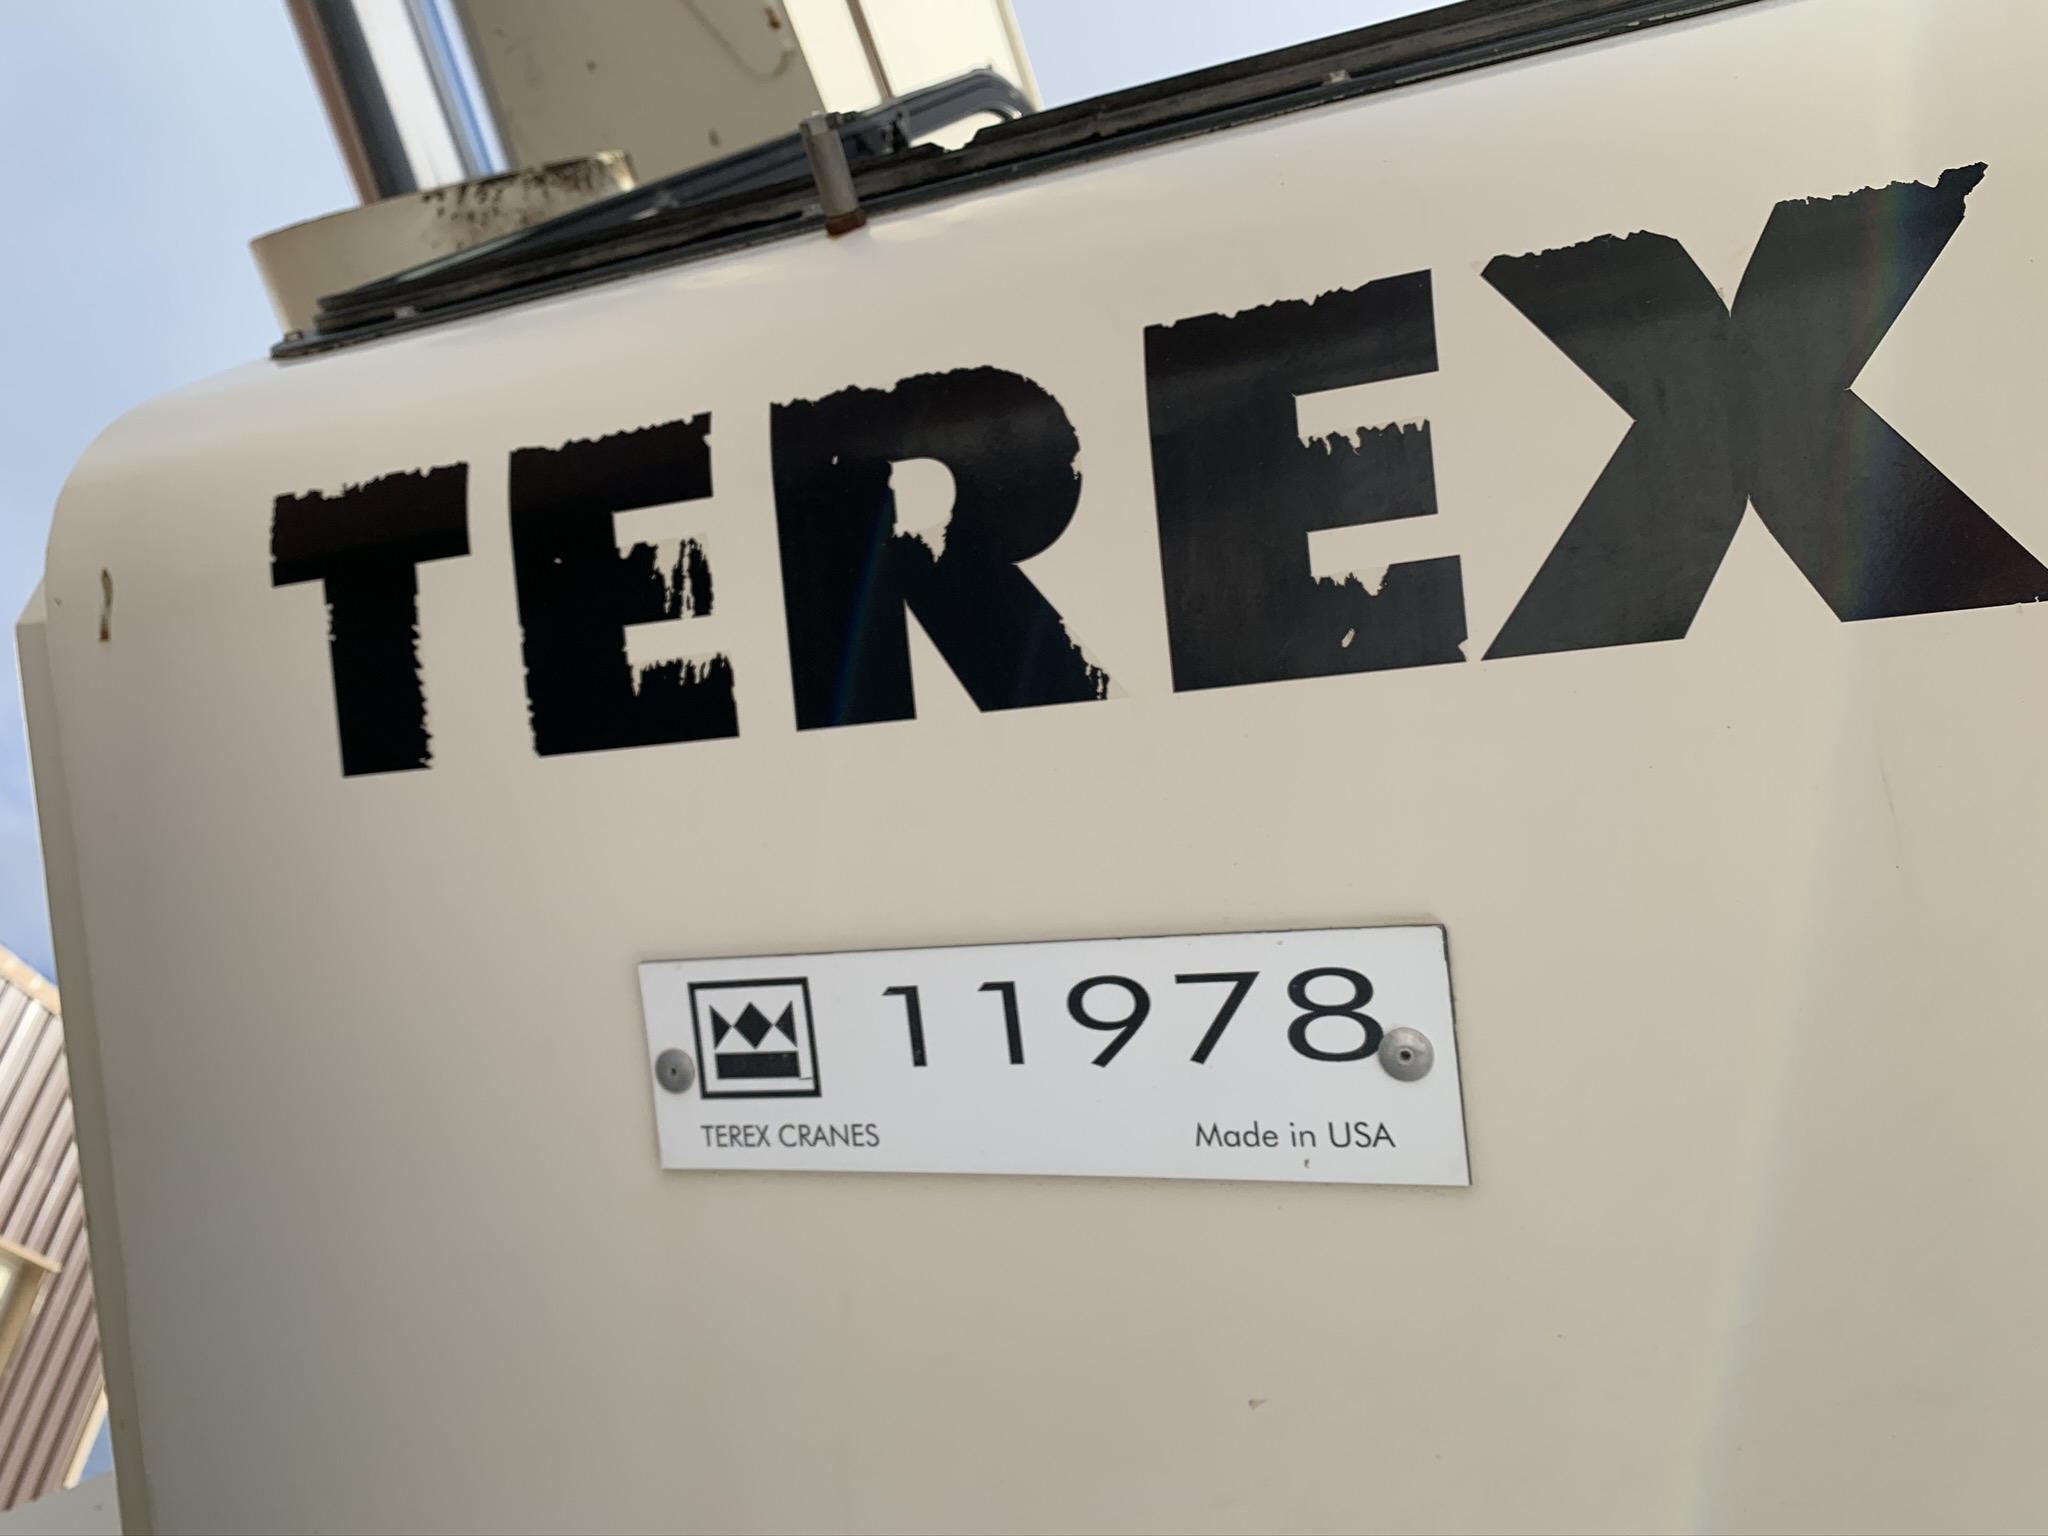 TEREX
11978
TEREX CRANES
Made in USA